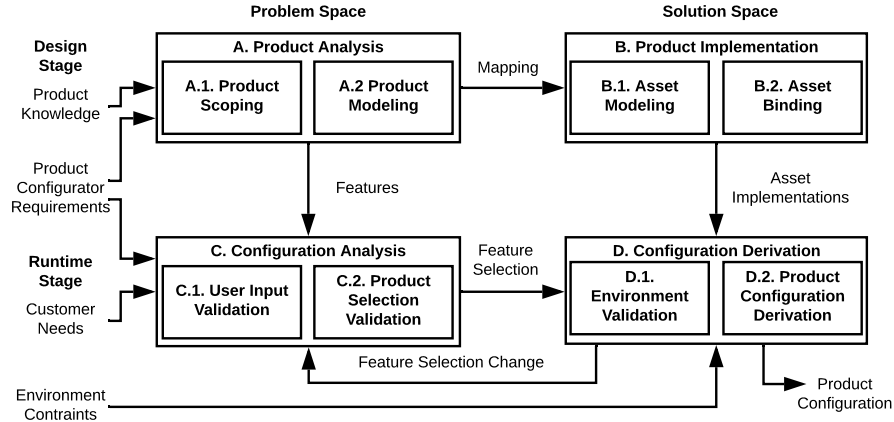 Problem Space
Solution Space
Design
Stage
Product
Knowledge
A. Product Analysis
A.1. Product
Scoping
A.2 Product
Modeling
Mapping
B. Product Implementation
B.1. Asset
Modeling
B.2. Asset
Binding
Product
Configurator
Requirements
Features
Asset
Implementations
Runtime
Stage
Customer
Needs
C. Configuration Analysis
C.1. User Input
Validation
C.2. Product
Selection
Validation
Feature
Selection
D. Configuration Derivation
D.1.
Environment
Validation
D.2. Product
Configuration
Derivation
Feature Selection Change
Environment
Contraints
Product
Configuration